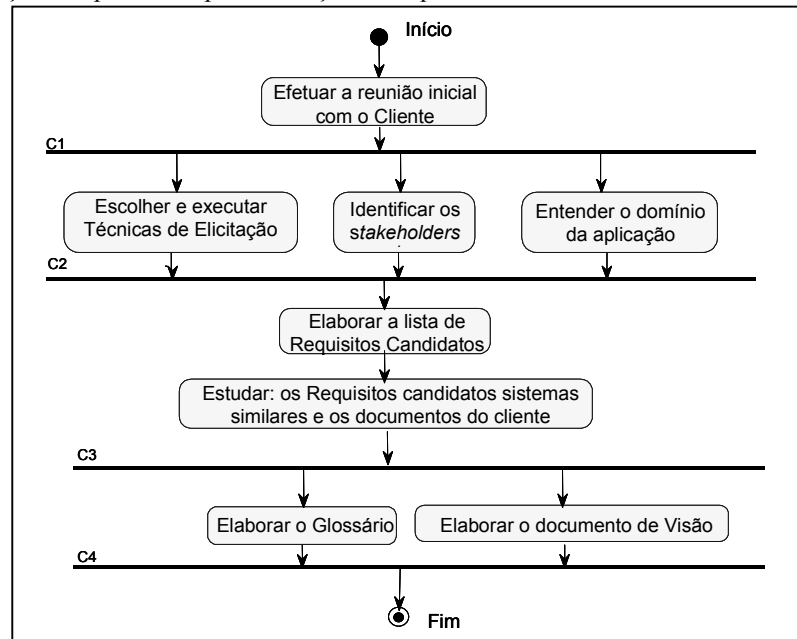 Início
Efetuar a reunião inicial
com o Cliente
C1
Escolher e executar
Técnicas de Elicitação
Identificar os
stakeholders
Entender o domínio
da aplicação
C2
Elaborar a lista de
Requisitos Candidatos
Estudar: os Requisitos candidatos sistemas
similares e os documentos do cliente
C3
Elaborar o Glossário
Elaborar o documento de Visão
C4
Fim